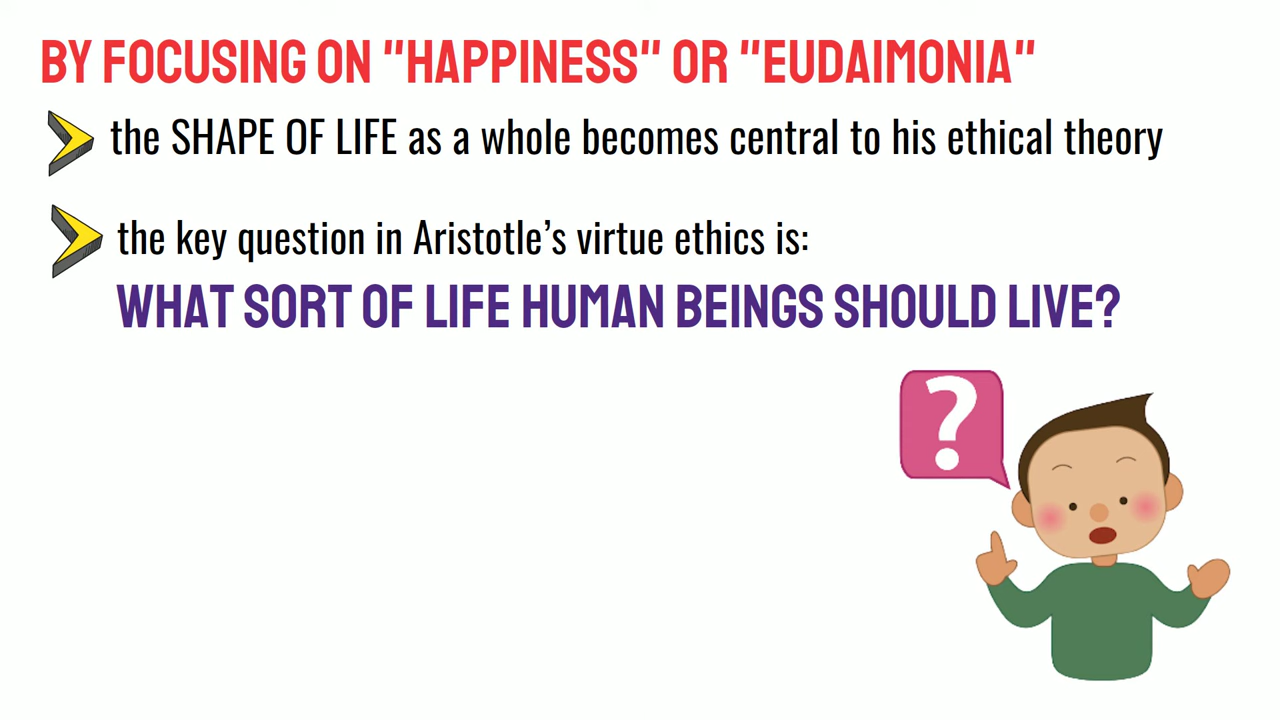 BY FOCUSING ON "HAPPINESS" OR "EUDAIMONIA"
the SHAPE OF LIFE as a whole becomes central to his ethical theory
the key question in Aristotle’s virtue ethics is:
WHAT SORT OF LIFE HUMAN BEINGS SHOULD LIVE?
?